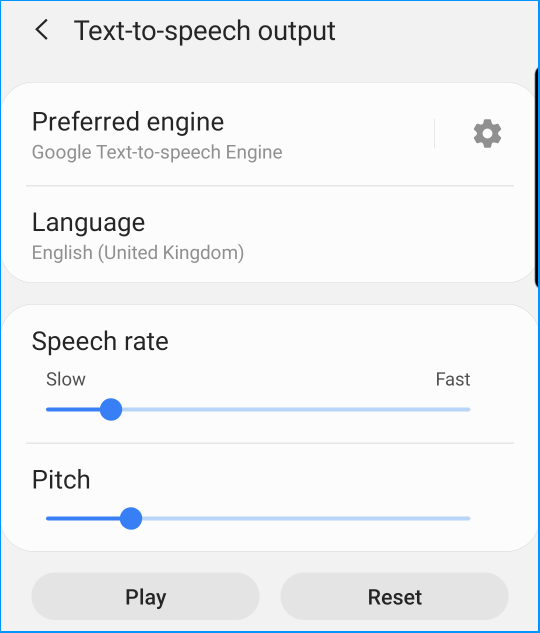 Text-to-speech output
Preferred engine
Google Text-to-speech Engine
Language
English (United Kingdom)
Speech rate
Slow Fast
Pitch
Play Reset